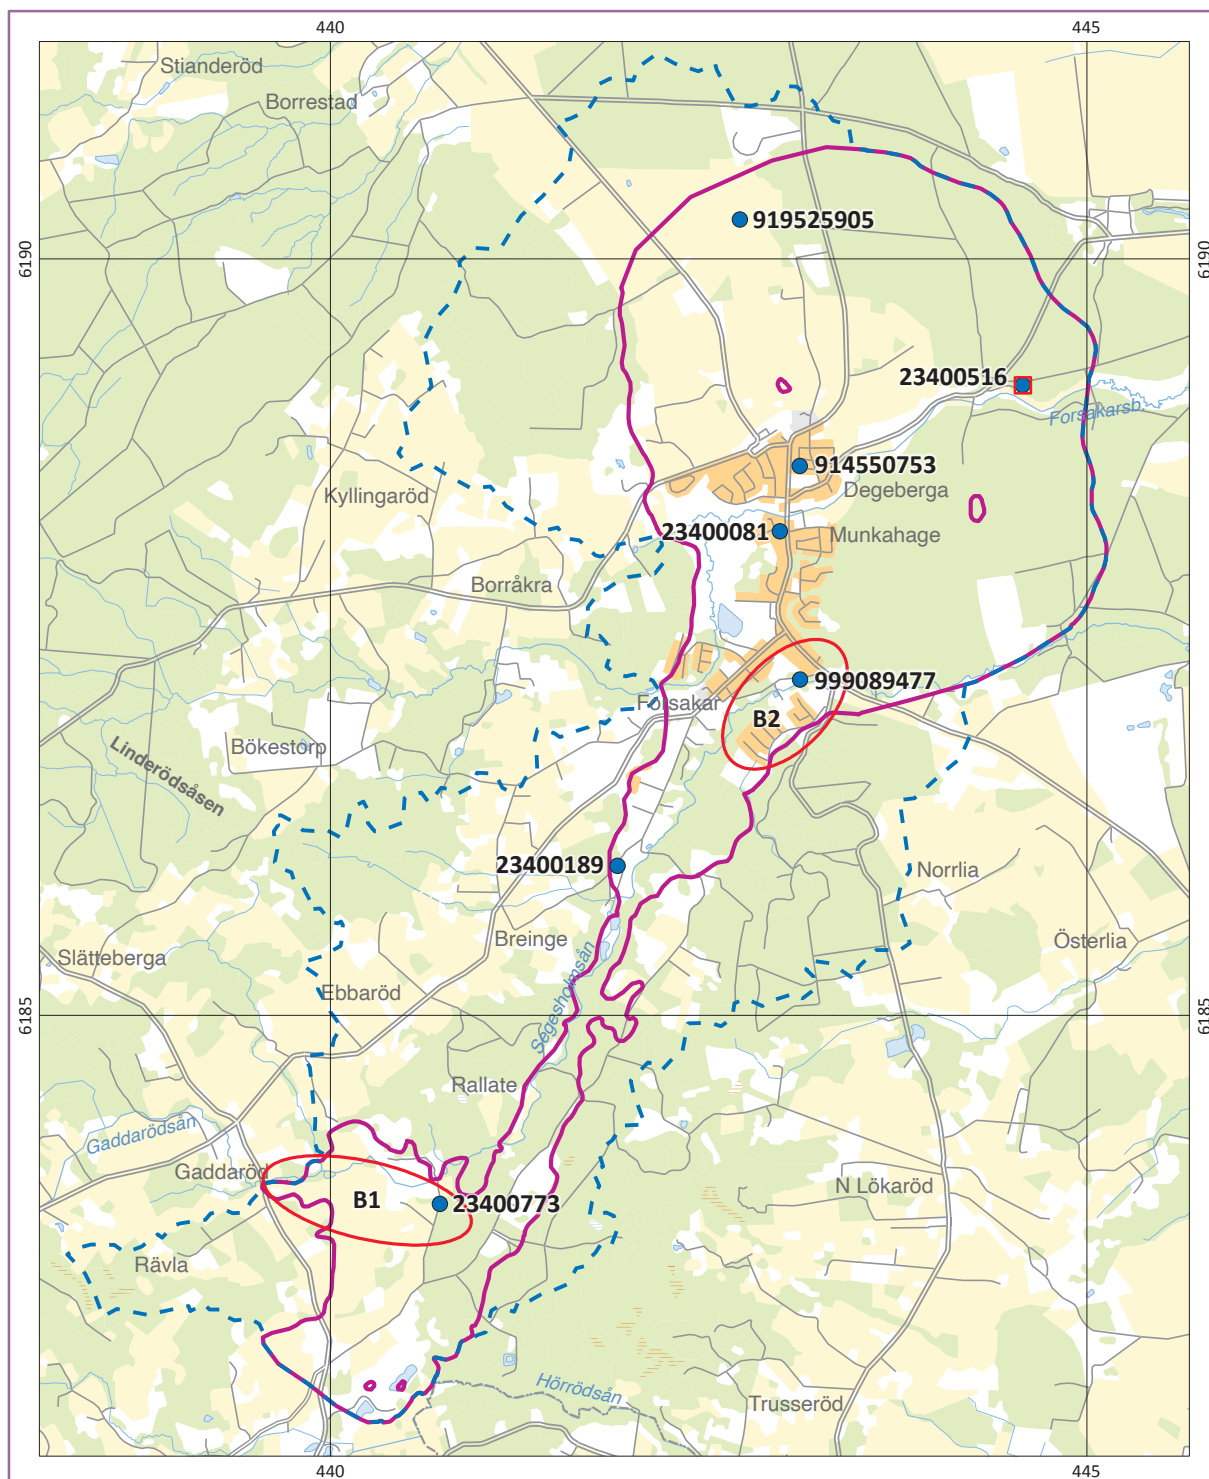 440
445
Stianderöd
Borrestad
919525905
6190
6190
23400516
Forsakarsb.
914550753
Degeberga
Kyllingaröd
23400081
Munkahage
Borråkra
999089477
Forsakar
B2
Bökestorp
Linderödsåsen
23400189
Norrlia
Breinge
Österlia
Slätteberga
Segesholmsån
Ebbaröd
6185
6185
Rallate
Gaddarödsån
Gaddaröd
N Lökaröd
B1
23400773
Rävla
Hörrödsån
Trusseröd
440
445